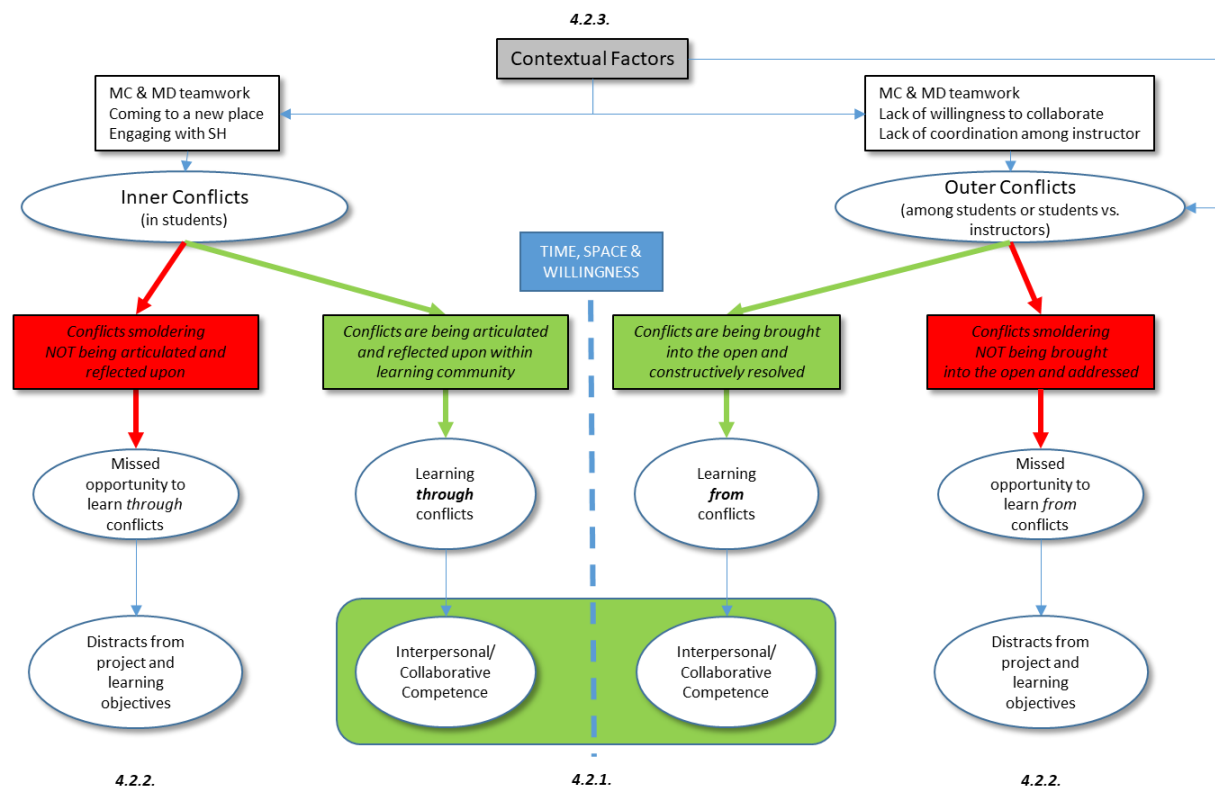 4.2.3.
Contextual Factors
MC & MD teamwork
Coming to a new place
Engaging with SH
MC & MD teamwork
Lack of willingness to collaborate
Lack of coordination among instructor
Inner Conflicts
(in students)
Outer Conflicts
(among students or students vs.
instructors)
TIME, SPACE &
WILLINGNESS
Conflicts smoldering
NOT being articulated and
reflected upon
Conflicts are being articulated
and reflected upon within
learning community
Conflicts are being brought
into the open and
constructively resolved
Conflicts smoldering
NOT being brought
into the open and addressed
Missed
opportunity to
learn through
conflicts
Learning
through
conflicts
Learning
from
conflicts
Missed
opportunity to
learn from
conflicts
Distracts from
project and
learning
objectives
Interpersonal/
Collaborative
Competence
Interpersonal/
Collaborative
Competence
Distracts from
project and
learning
objectives
4.2.2.
4.2.1.
4.2.2.